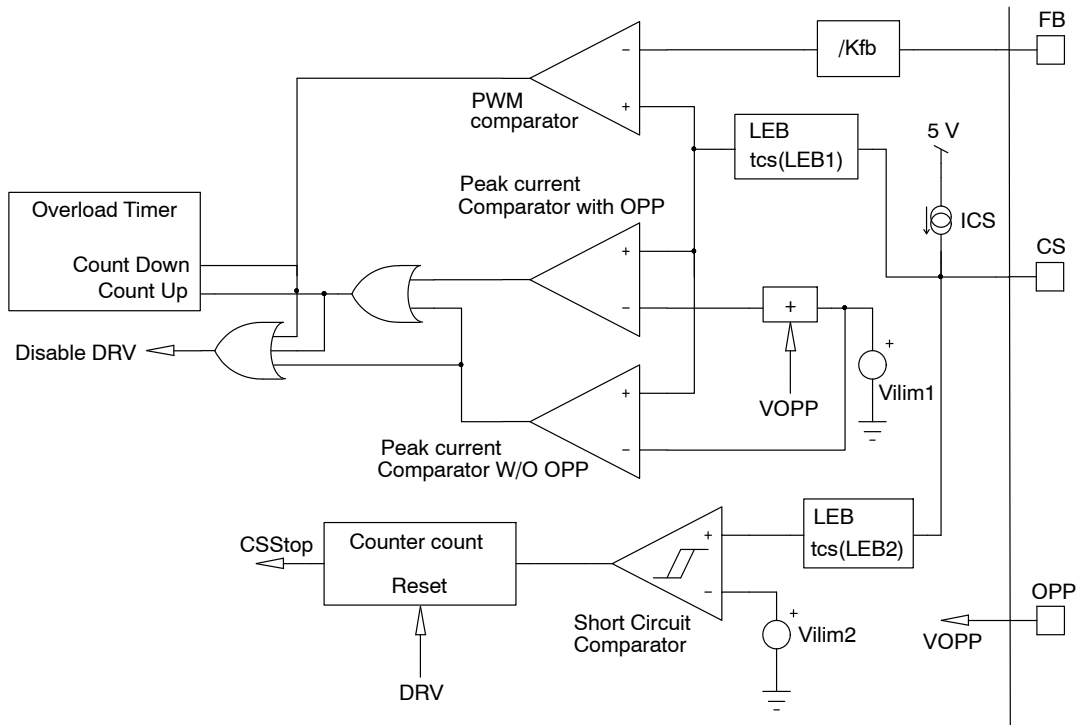 FB
/Kfb
−
+
PWM
comparator
LEB
tcs(LEB1)
5 V
ICS
CS
Peak current
Comparator with OPP
Overload Timer
Count Down
Count Up
+
−
+
+
Vilim1
VOPP
Disable DRV
+
−
Peak current
Comparator W/O OPP
LEB
tcs(LEB2)
CSStop
Counter count
Reset
+
−
Short Circuit
Comparator
+
Vilim2
OPP
VOPP
DRV